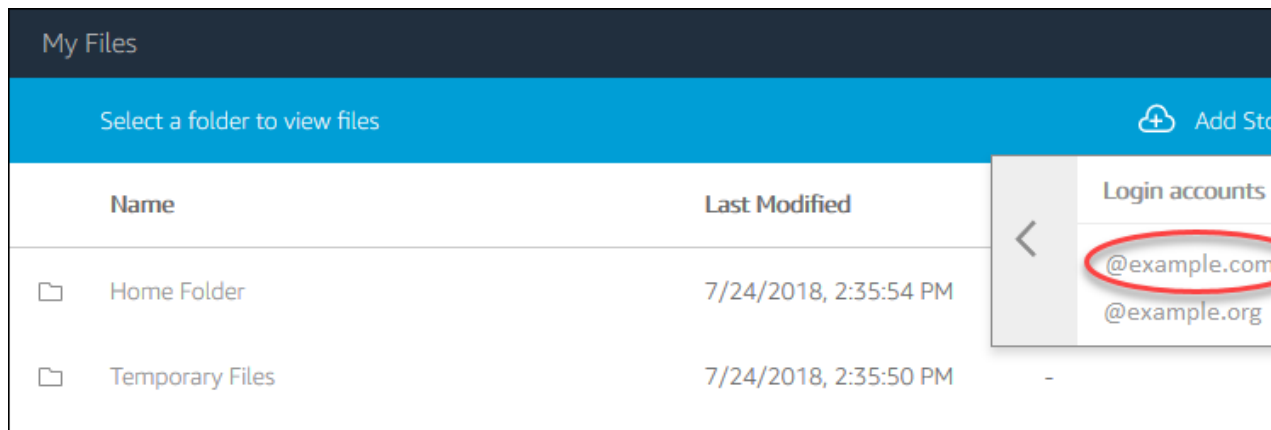 My Files
Select a folder to view files
Add Sto
Name Last Modified
Login accounts
@example.com
@example.org
Home Folder 7/24/2018, 2:35:54 PM
Temporary Files 7/24/2018, 2:35:50 PM -